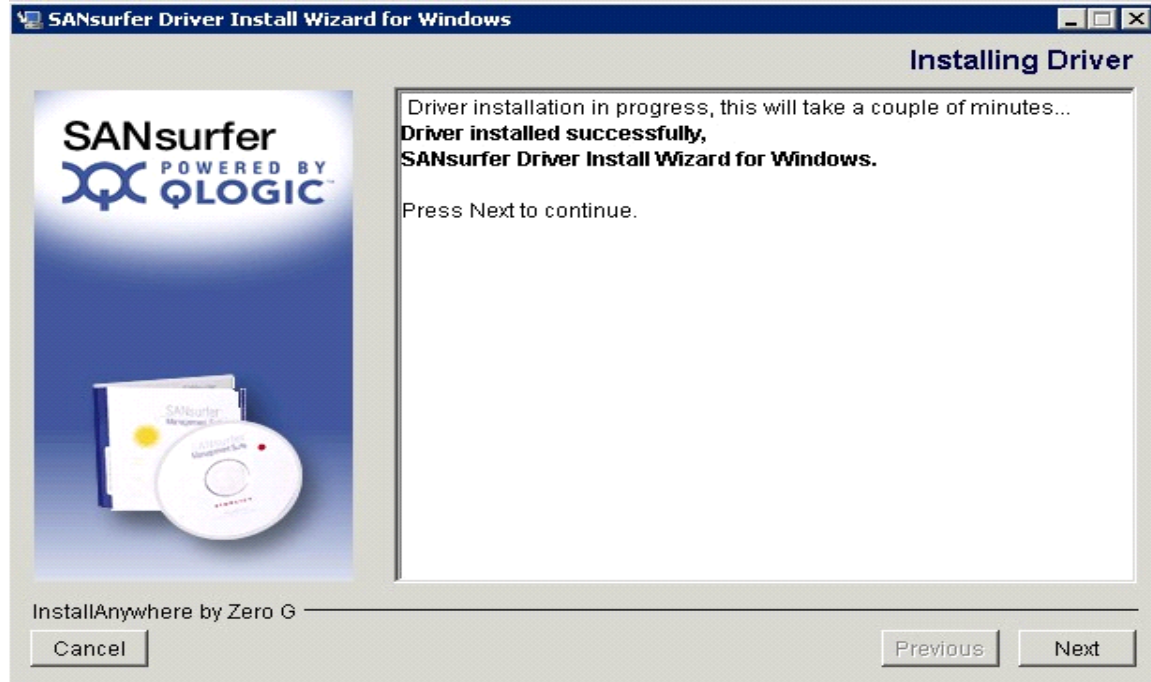 SANsurfer Driver Install Wizard for Windows
Installing Driver
SANsurfer
POWERED BY
QLOGIC
SANsurfer
Driver installation in progress, this will take a couple of minutes...
Driver installed successfully,
SANsurfer Driver Install Wizard for Windows.
Press Next to continue.
InstallAnywhere by Zero G
Cancel
Previous
Next